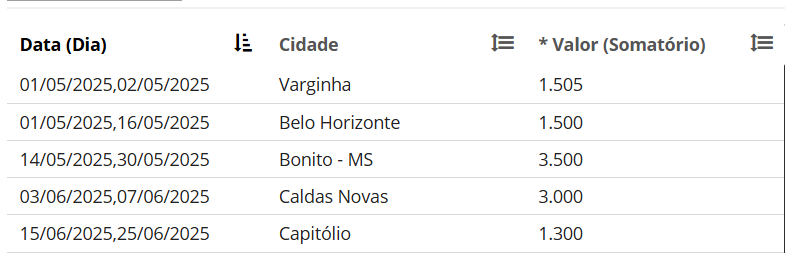 Data (Dia) Cidade * Valor (Somatório)
01/05/2025,02/05/2025 Varginha 1.505
01/05/2025,16/05/2025 Belo Horizonte 1.500
14/05/2025,30/05/2025 Bonito - MS 3.500
03/06/2025,07/06/2025 Caldas Novas 3.000
15/06/2025,25/06/2025 Capitólio 1.300